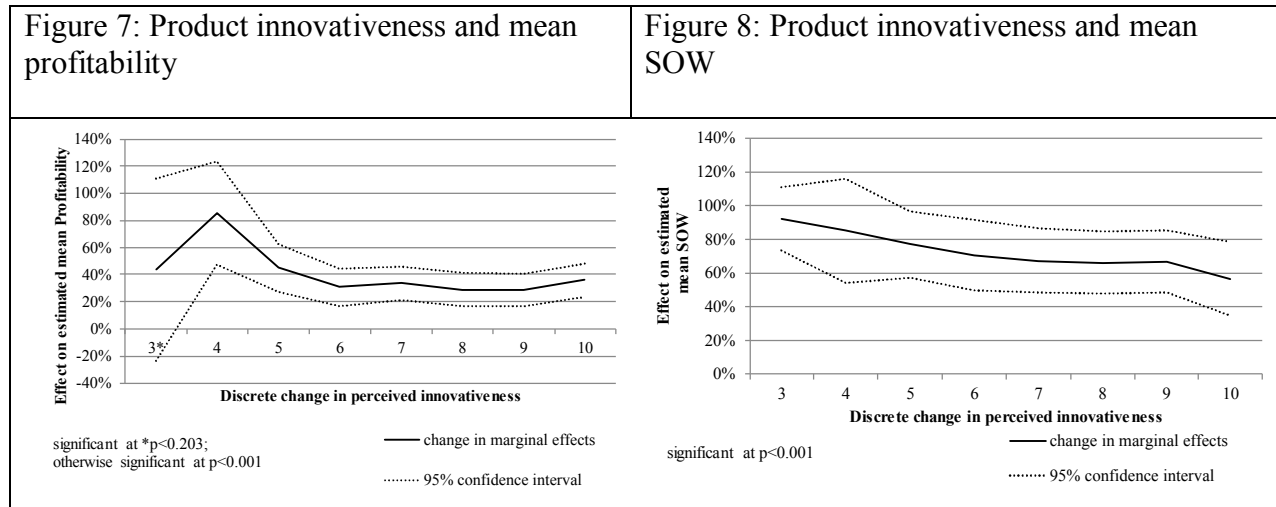 Figure 7: Product innovativeness and mean
profitability
Figure 8: Product innovativeness and mean
SOW
Effect on estimated mean Profitability
140%
120%
100%
80%
60%
40%
20%
0%
-20%
-40%
3* 4 5 6 7 8 9 10
Discrete change in perceived innovativeness
significant at *p<0.203;
otherwise significant at p<0.001
change in marginal effects
95% confidence interval
Effect on estimated
mean SOW
140%
120%
100%
80%
60%
40%
20%
0%
3 4 5 6 7 8 9 10
Discrete change in perceived innovativeness
significant at p<0.001
change in marginal effects
95% confidence interval